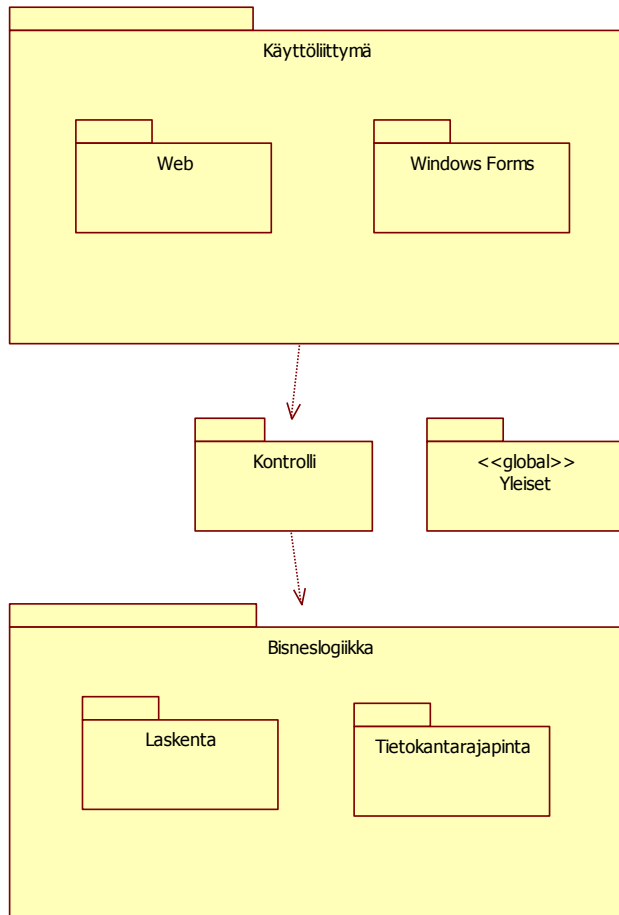 Käyttöliittymä
Web
Windows Forms
Kontrolli
<<global>>
Yleiset
Bisneslogiikka
Laskenta
Tietokantarajapinta